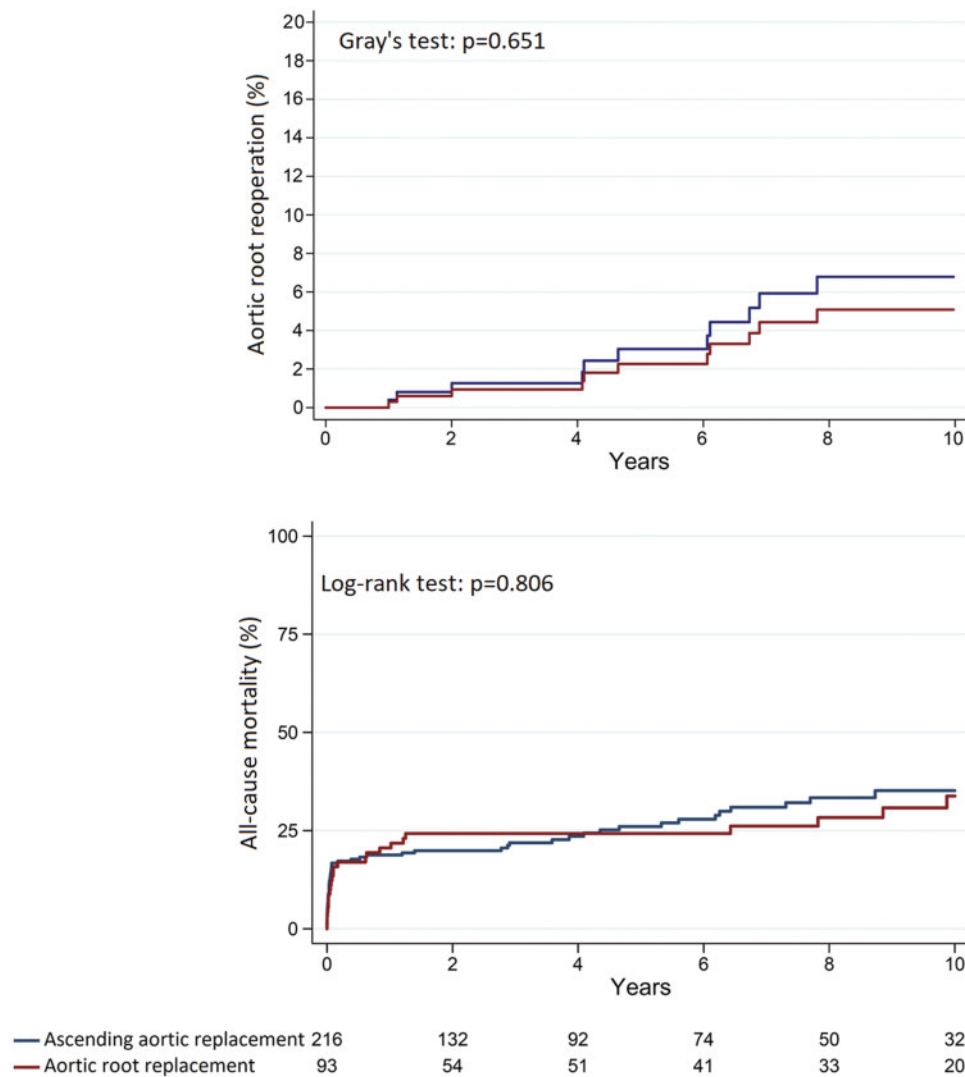 20
Gray's test: p=0.651
18
16
14
12
10
8
6
4
2
0
Aortic root reoperation (%)
0 2 4 6 8 10
Years
100
Log-rank test: p=0.806
75
50
25
0
All-cause mortality (%)
0 2 4 6 8 10
Years
Ascending aortic replacement 216 132 92 74 50 32
Aortic root replacement 93 54 51 41 33 20